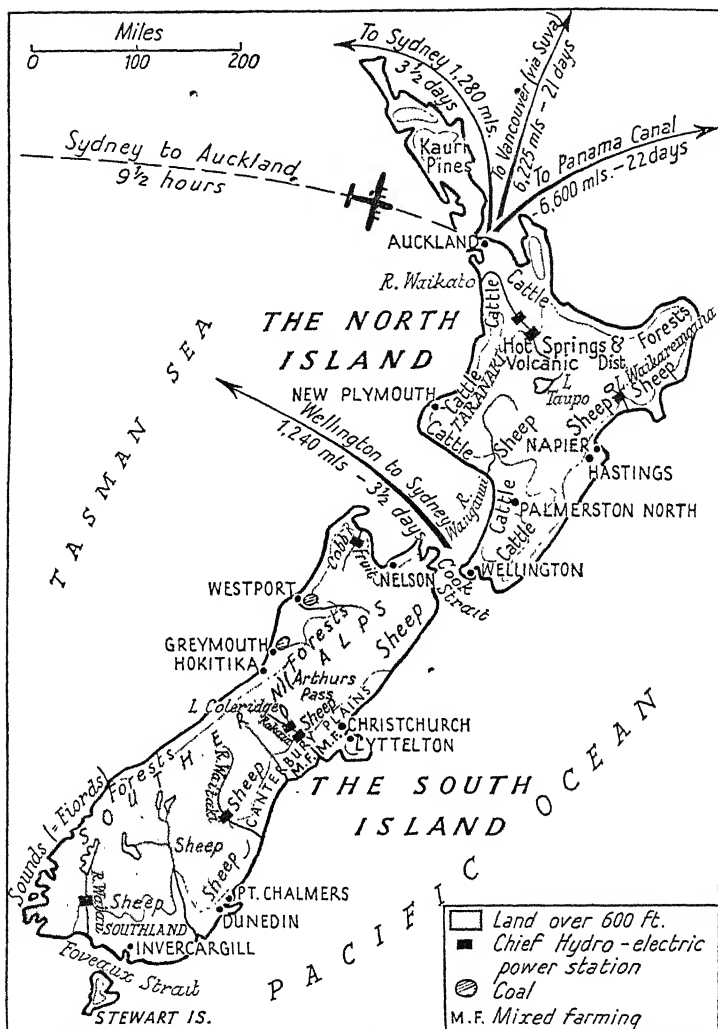 Miles
0 100 200
To Sydney 1,280 mls.
3½ days
To Vancouver (via Suva)
6,225 mls - 21 days
To Panama Canal
6,600 mls. - 22 days
Kauri
Pines
Sydney to Auckland
9½ hours
AUCKLAND
R. Waikato
Cattle
Cattle
THE NORTH
ISLAND
Hot Springs &
Volcanic Dist.
Forests
L. Waikaremoana
Sheep
Sheep
L
Taupo
TARANAKI
Cattle
Cattle
NEW PLYMOUTH
Sheep
NAPIER
HASTINGS
R.
Wanganui
Cattle
PALMERSTON NORTH
Cattle
WELLINGTON
Cook
Strait
Wellington to Sydney
1,240 mls - 3½ days
TASMAN SEA
Cobb R
Fruit
NELSON
WESTPORT
GREYMOUTH
HOKITIKA
Forests
SOUTHERN ALPS
Sheep
Arthurs
Pass
L Coleridge
R
Rakaia
Sheep
CHRISTCHURCH
LYTTELTON
CANTERBURY PLAINS
M.F. M.F.
THE SOUTH
ISLAND
R. Waitaki
Sheep
Forests
Sounds (= Fiords)
Sheep
Sheep
R. Waiau
Sheep
SOUTHLAND
PT. CHALMERS
DUNEDIN
INVERCARGILL
Foveaux Strait
STEWART IS.
PACIFIC OCEAN
Land over 600 ft.
Chief Hydro-electric
power station
Coal
M.F. Mixed farming